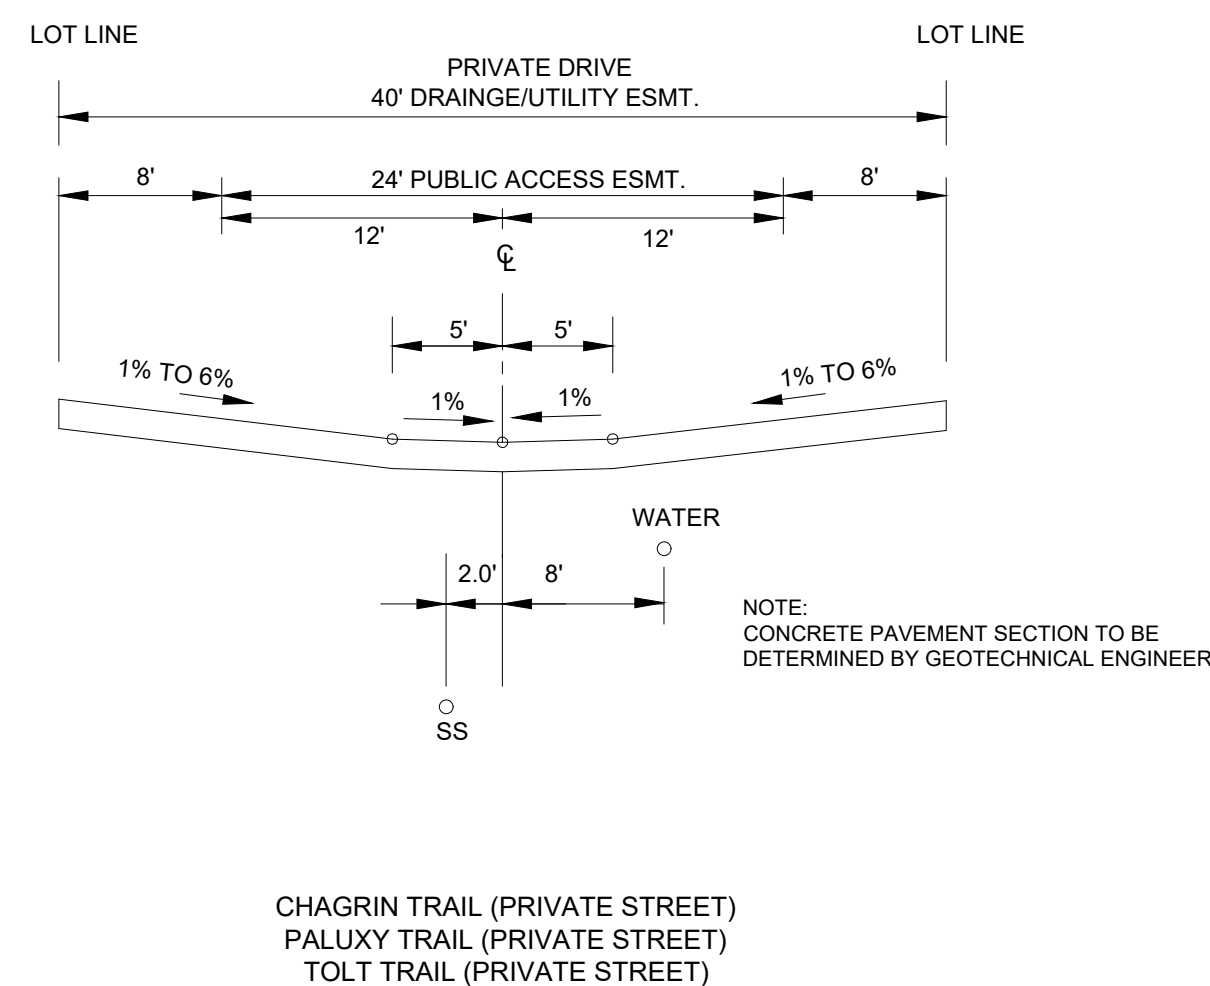 LOT LINE
LOT LINE
PRIVATE DRIVE
40' DRAINGE/UTILITY ESMT.
8'
24' PUBLIC ACCESS ESMT.
8'
12'
12'
℄
5'
5'
1% TO 6%
1% TO 6%
1%
1%
WATER
2.0'
8'
NOTE:
CONCRETE PAVEMENT SECTION TO BE
DETERMINED BY GEOTECHNICAL ENGINEER
SS
CHAGRIN TRAIL (PRIVATE STREET)
PALUXY TRAIL (PRIVATE STREET)
TOLT TRAIL (PRIVATE STREET)